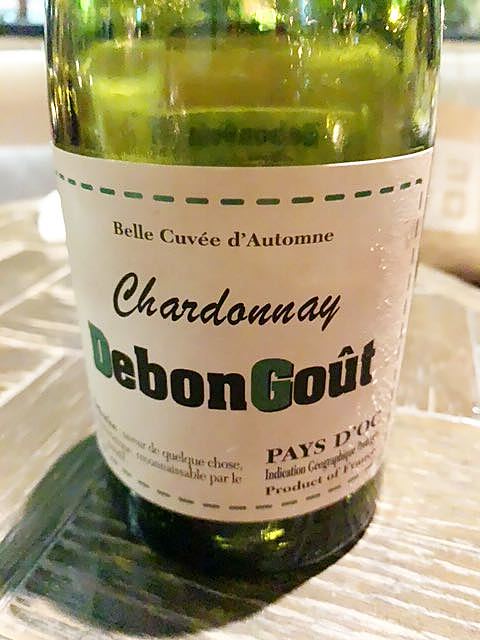 Belle Cuvée d'Automne
Chardonnay
DebonGoût
saveur de quelque chose,
reconnaissable par le
PAYS D'OC
Indication Géographique
Product of France